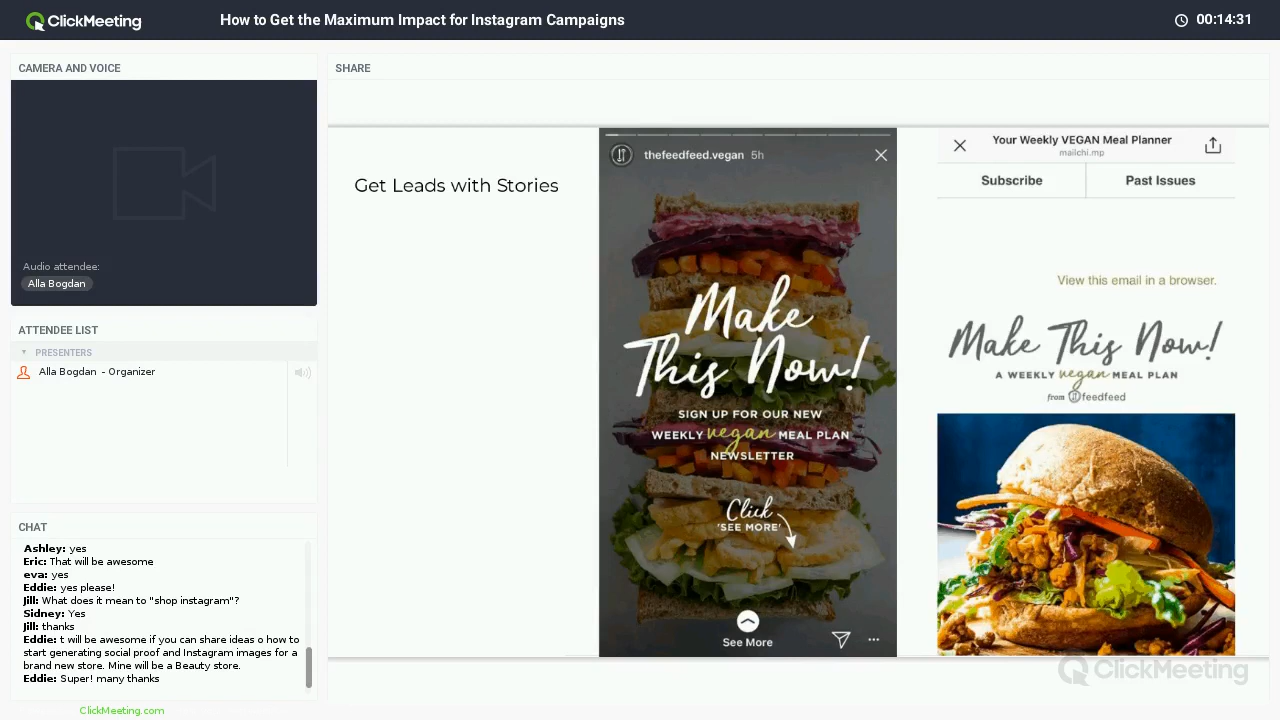 ClickMeeting
How to Get the Maximum Impact for Instagram Campaigns
00:14:31
CAMERA AND VOICE
Audio attendee:
Alla Bogdan
ATTENDEE LIST
PRESENTERS
Alla Bogdan - Organizer
CHAT
Ashley: yes
Eric: That will be awesome
eva: yes
Eddie: yes please!
Jill: What does it mean to "shop instagram"?
Sidney: Yes
Jill: thanks
Eddie: t will be awesome if you can share ideas o how to
start generating social proof and Instagram images for a
brand new store. Mine will be a Beauty store.
Eddie: Super! many thanks
ClickMeeting.com
SHARE
Get Leads with Stories
thefeedfeed.vegan 5h
Make
This Now!
SIGN UP FOR OUR NEW
WEEKLY vegan MEAL PLAN
NEWSLETTER
Click
'SEE MORE'
See More
Your Weekly VEGAN Meal Planner
mailchi.mp
Subscribe
Past Issues
View this email in a browser.
Make This Now!
A WEEKLY vegan MEAL PLAN
from feedfeed
ClickMeeting